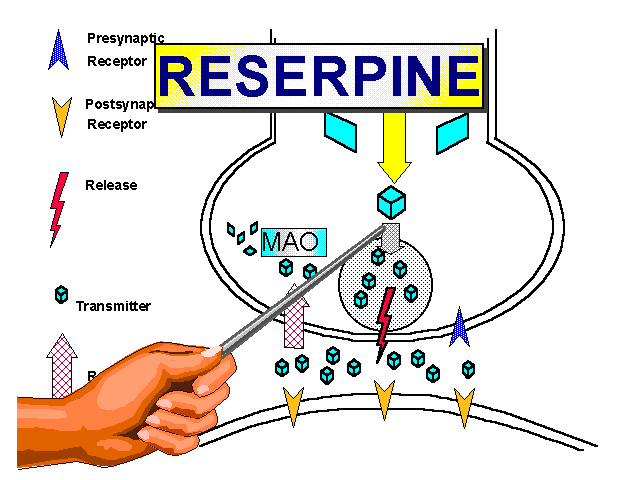 Presynaptic
Receptor
RESERPINE
Postsynap
Receptor
Release
MAO
Transmitter
R